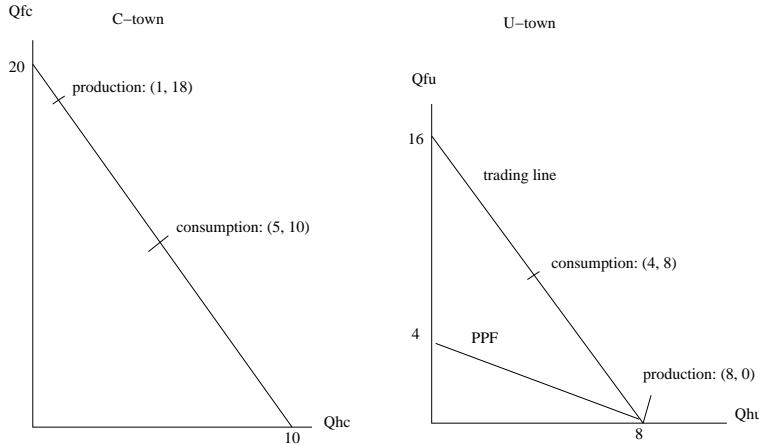 C-town
Qfc
20
production: (1, 18)
consumption: (5, 10)
Qhc
10
U-town
Qfu
16
trading line
consumption: (4, 8)
4
PPF
production: (8, 0)
Qhu
8